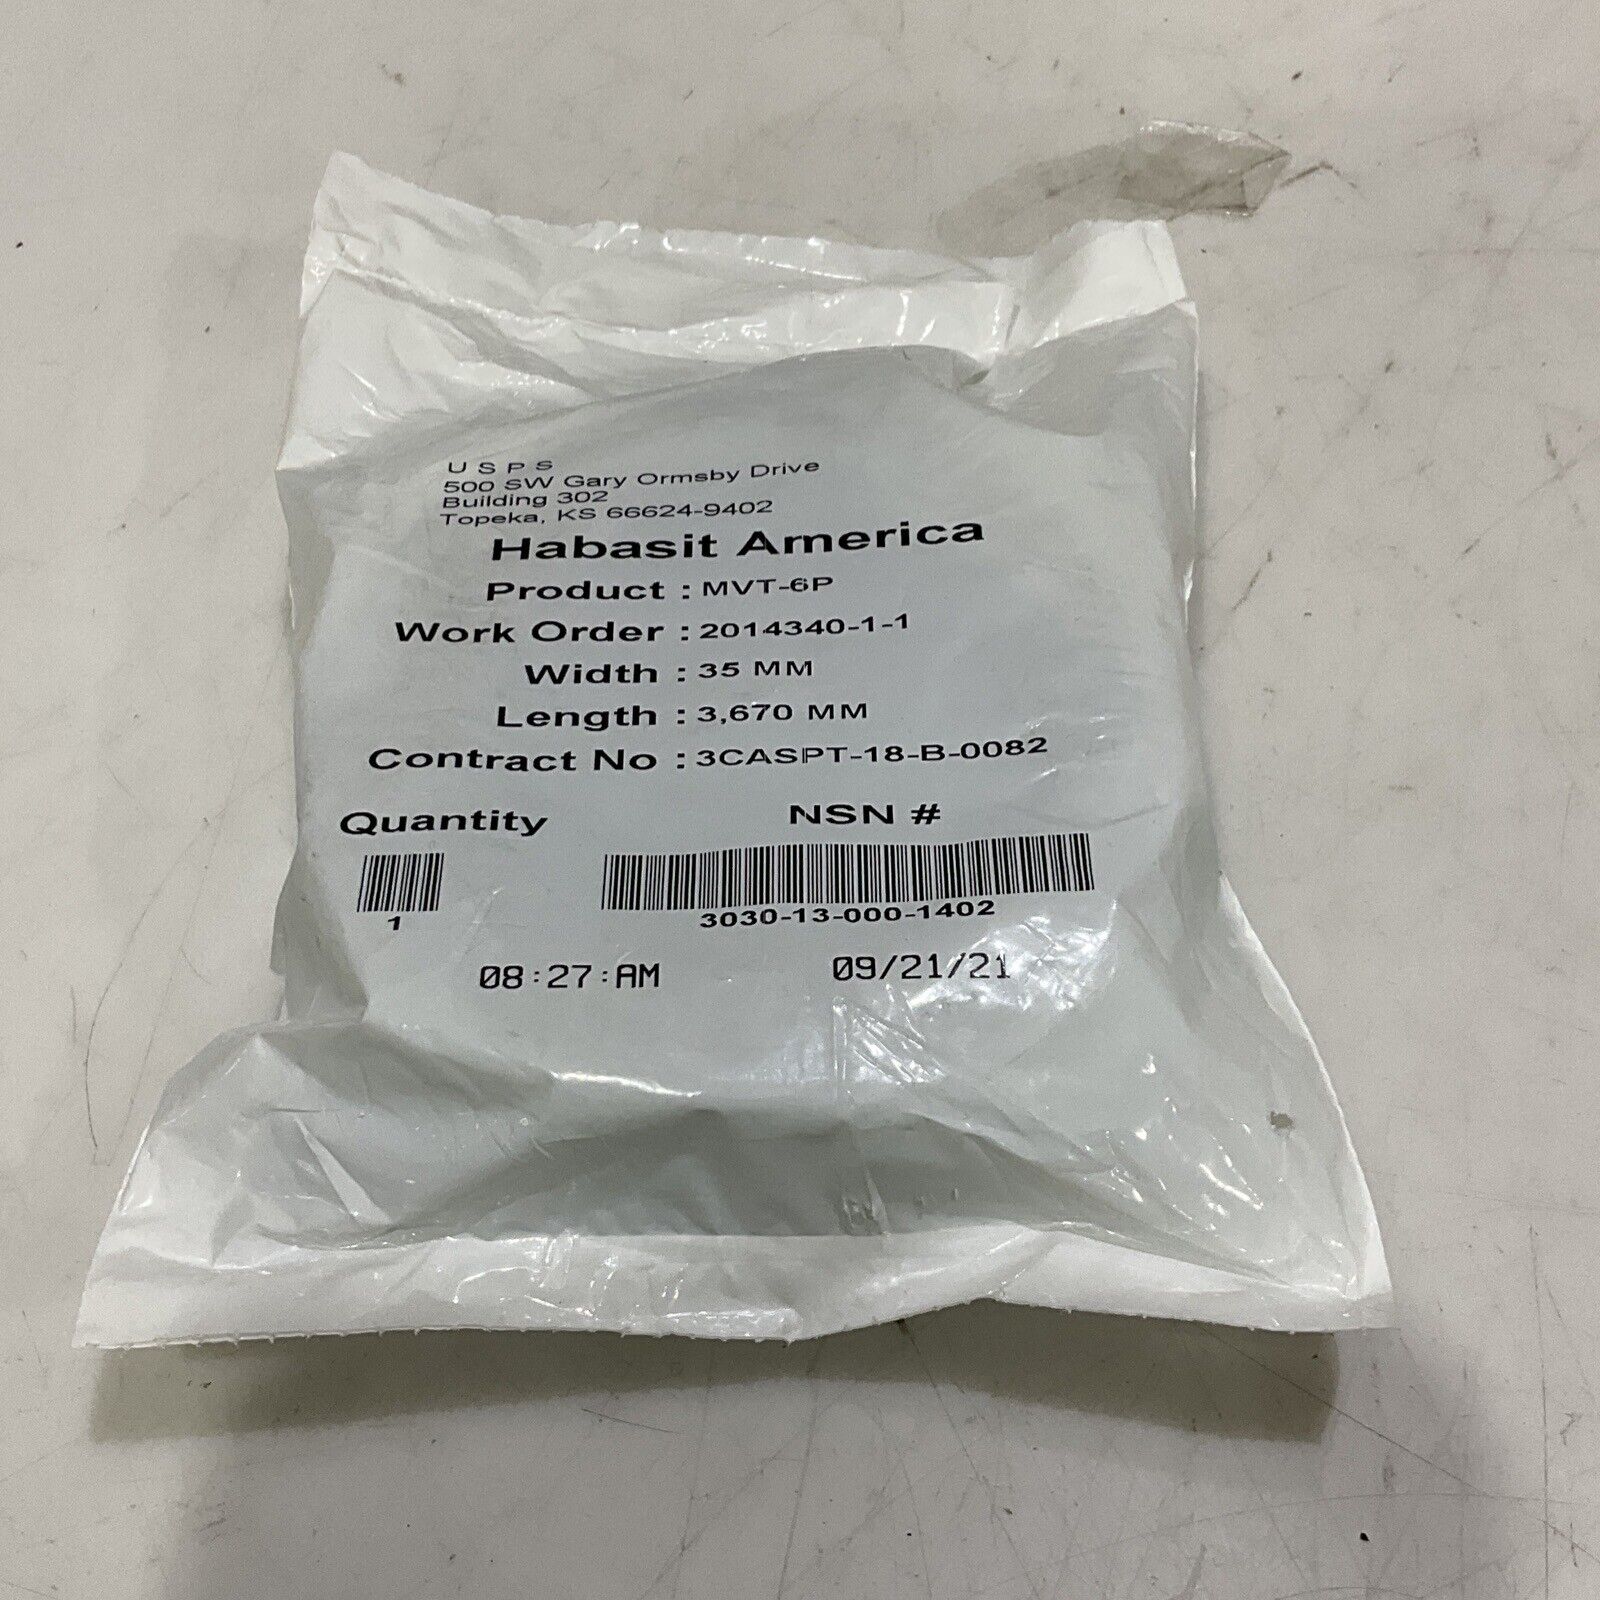 U S P S
500 SW Gary Ormsby Drive
Building 302
Topeka, KS 66624-9402
Habasit America
Product : MVT-6P
Work Order : 2014340-1-1
Width : 35 MM
Length : 3,670 MM
Contract No : 3CASPT-18-B-0082
Quantity NSN #
1 3030-13-000-1402
08:27:AM 09/21/21